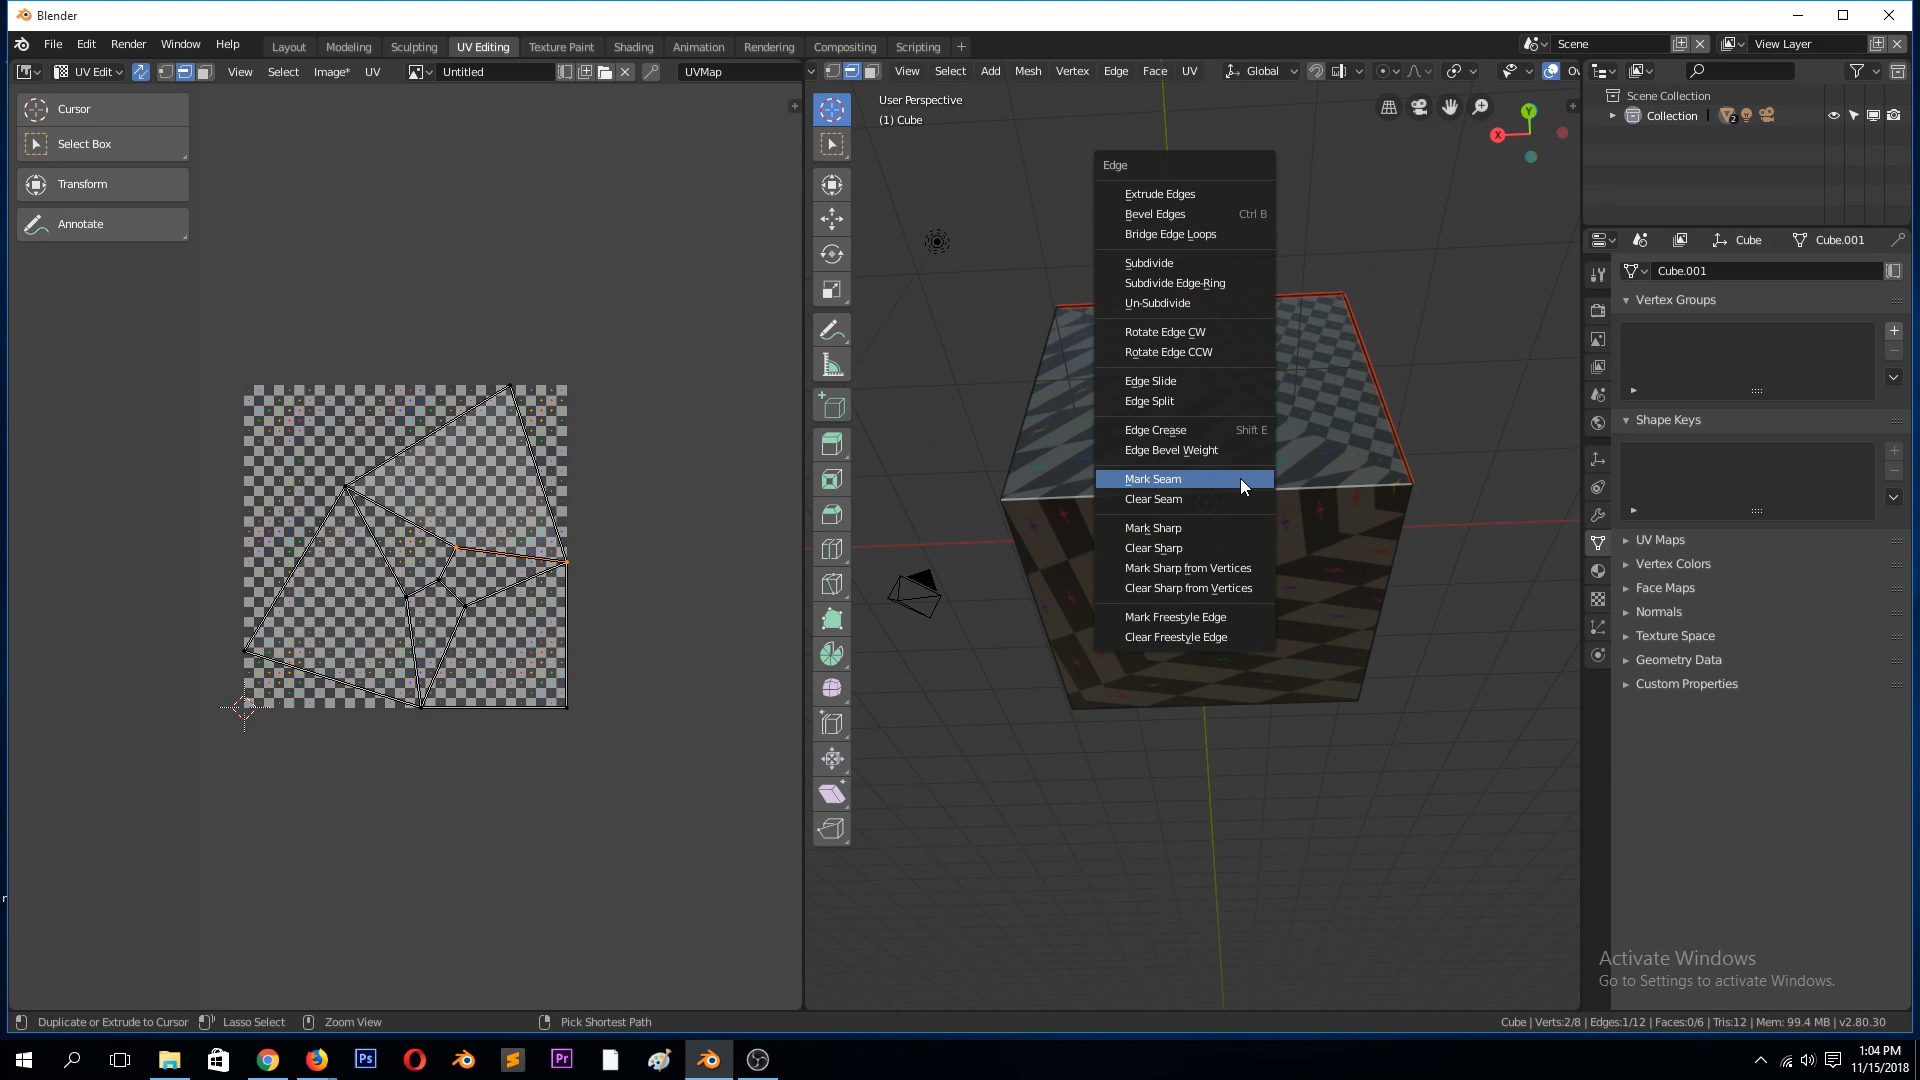 Blender
File Edit Render Window Help
Layout Modeling Sculpting UV Editing Texture Paint Shading Animation Rendering Compositing Scripting +
Scene
View Layer
UV Edit View Select Image* UV Untitled UVMap
View Select Add Mesh Vertex Edge Face UV Global Ov
Cursor
Select Box
Transform
Annotate
User Perspective
(1) Cube
Y
X
Edge
Extrude Edges
Bevel Edges Ctrl B
Bridge Edge Loops
Subdivide
Subdivide Edge-Ring
Un-Subdivide
Rotate Edge CW
Rotate Edge CCW
Edge Slide
Edge Split
Edge Crease Shift E
Edge Bevel Weight
Mark Seam
Clear Seam
Mark Sharp
Clear Sharp
Mark Sharp from Vertices
Clear Sharp from Vertices
Mark Freestyle Edge
Clear Freestyle Edge
Scene Collection
Collection 2
Cube Cube.001
Cube.001
Vertex Groups
Shape Keys
UV Maps
Vertex Colors
Face Maps
Normals
Texture Space
Geometry Data
Custom Properties
Activate Windows
Go to Settings to activate Windows.
Duplicate or Extrude to Cursor Lasso Select Zoom View Pick Shortest Path
Cube | Verts:2/8 | Edges:1/12 | Faces:0/6 | Tris:12 | Mem: 99.4 MB | v2.80.30
Ps
Pr
1:04 PM
11/15/2018